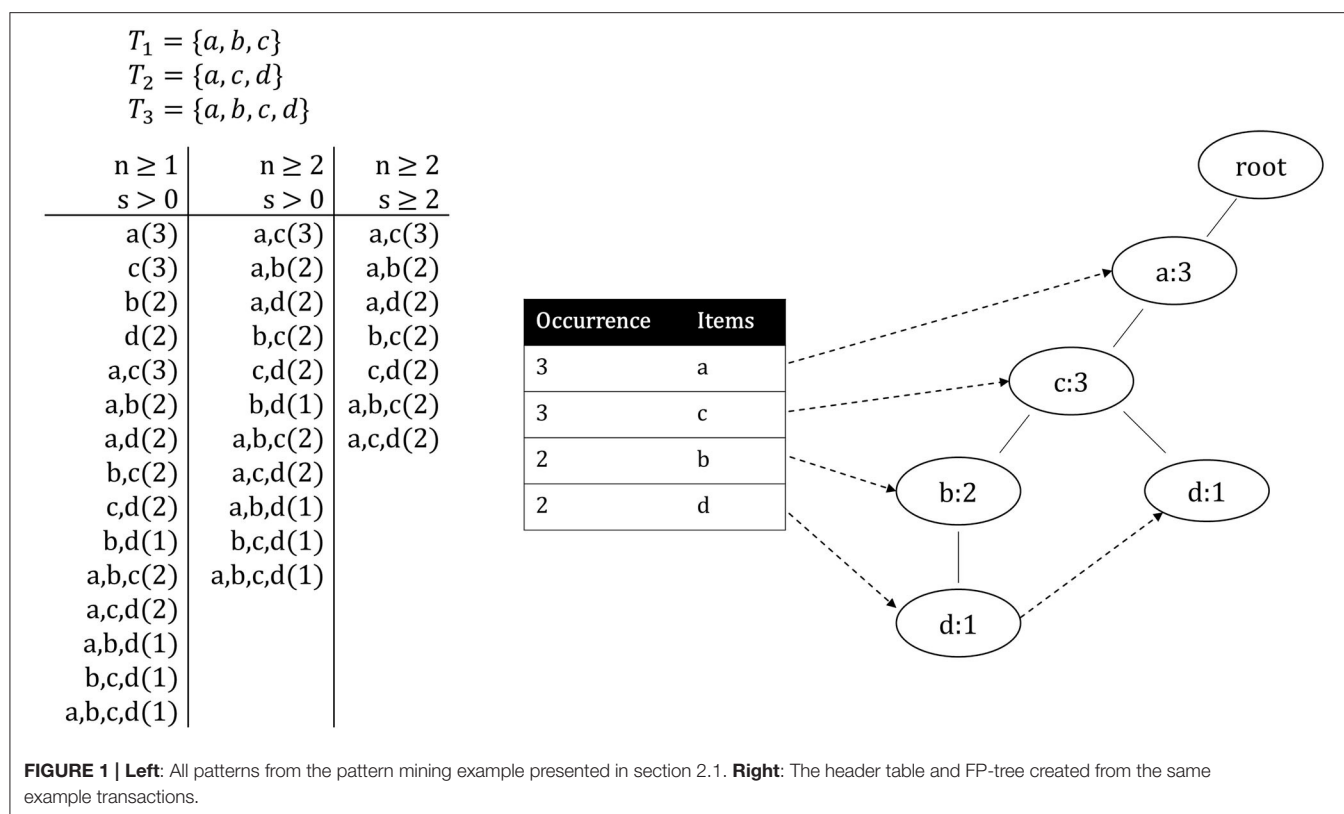 T₁ = {a, b, c}
T₂ = {a, c, d}
T₃ = {a, b, c, d}
n ≥ 1 n ≥ 2 n ≥ 2
s > 0 s > 0 s ≥ 2
a(3) a,c(3) a,c(3)
c(3) a,b(2) a,b(2)
b(2) a,d(2) a,d(2)
d(2) b,c(2) b,c(2)
a,c(3) c,d(2) c,d(2)
a,b(2) b,d(1) a,b,c(2)
a,d(2) a,b,c(2) a,c,d(2)
b,c(2) a,c,d(2)
c,d(2) a,b,d(1)
b,d(1) b,c,d(1)
a,b,c(2) a,b,c,d(1)
a,c,d(2)
a,b,d(1)
b,c,d(1)
a,b,c,d(1)
Occurrence Items
3 a
3 c
2 b
2 d
root
a:3
c:3
b:2 d:1
d:1
FIGURE 1 | Left: All patterns from the pattern mining example presented in section 2.1. Right: The header table and FP-tree created from the same
example transactions.